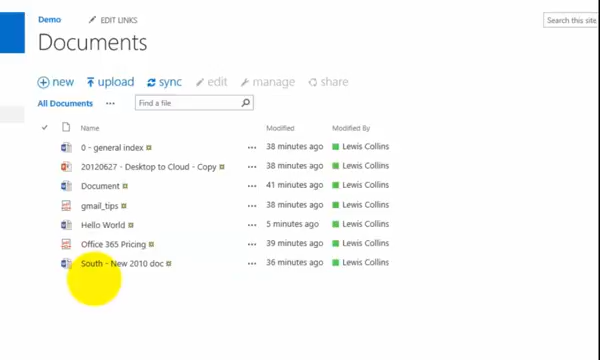 Demo EDIT LINKS Search this site
Documents
new upload sync edit manage share
All Documents ••• Find a file
Name Modified Modified By
0 - general index ••• 38 minutes ago Lewis Collins
20120627 - Desktop to Cloud - Copy ••• 38 minutes ago Lewis Collins
Document ••• 41 minutes ago Lewis Collins
gmail_tips ••• 38 minutes ago Lewis Collins
Hello World ••• 5 minutes ago Lewis Collins
Office 365 Pricing ••• 39 minutes ago Lewis Collins
South - New 2010 doc ••• 36 minutes ago Lewis Collins